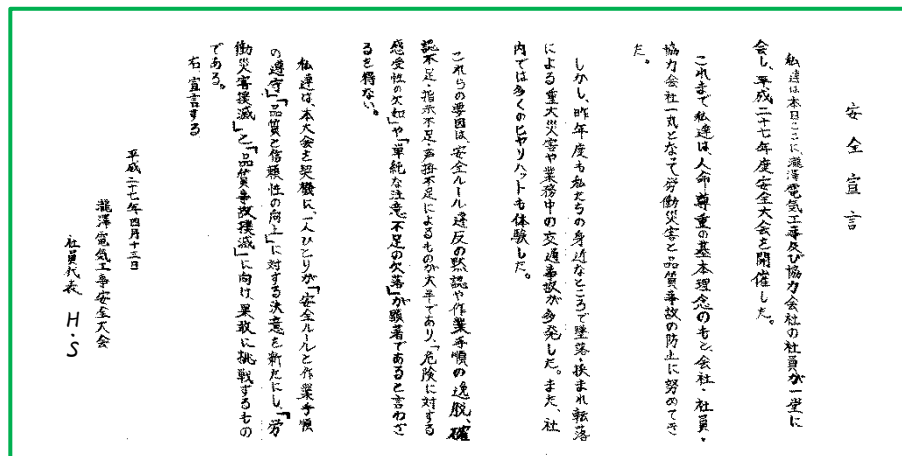 安全宣言
私達は本日ここに、瀧澤電気工事及び協力会社の社員が一堂に
会し、平成二十七年度安全大会を開催した。
これまで私達は、人命尊重の基本理念のもと、会社・社員・
協力会社一丸となって労働災害と品質事故の防止に努めてき
た。
しかし、昨年度も私たちの身近なところで墜落・挟まれ転落
による重大災害や業務中の交通事故が多発した。また、社
内では多くのヒヤリハットも体験した。
これらの要因は、安全ルール違反の黙認や作業手順の逸脱、確
認不足・指示不足・声掛不足によるものが大半であり、「危険に対する
感受性の欠如」や「単純な注意不足の欠落」が顕著であると言わざ
るを得ない。
私達は、本大会を契機に、一人ひとりが「安全ルールと作業手順
の遵守」「品質と信頼性の向上」に対する決意を新たにし、「労
働災害撲滅」と「品質事故撲滅」に向け果敢に挑戦するもの
である。
右、宣言する
平成二十七年四月十三日
瀧澤電気工事安全大会
社員代表 H・S